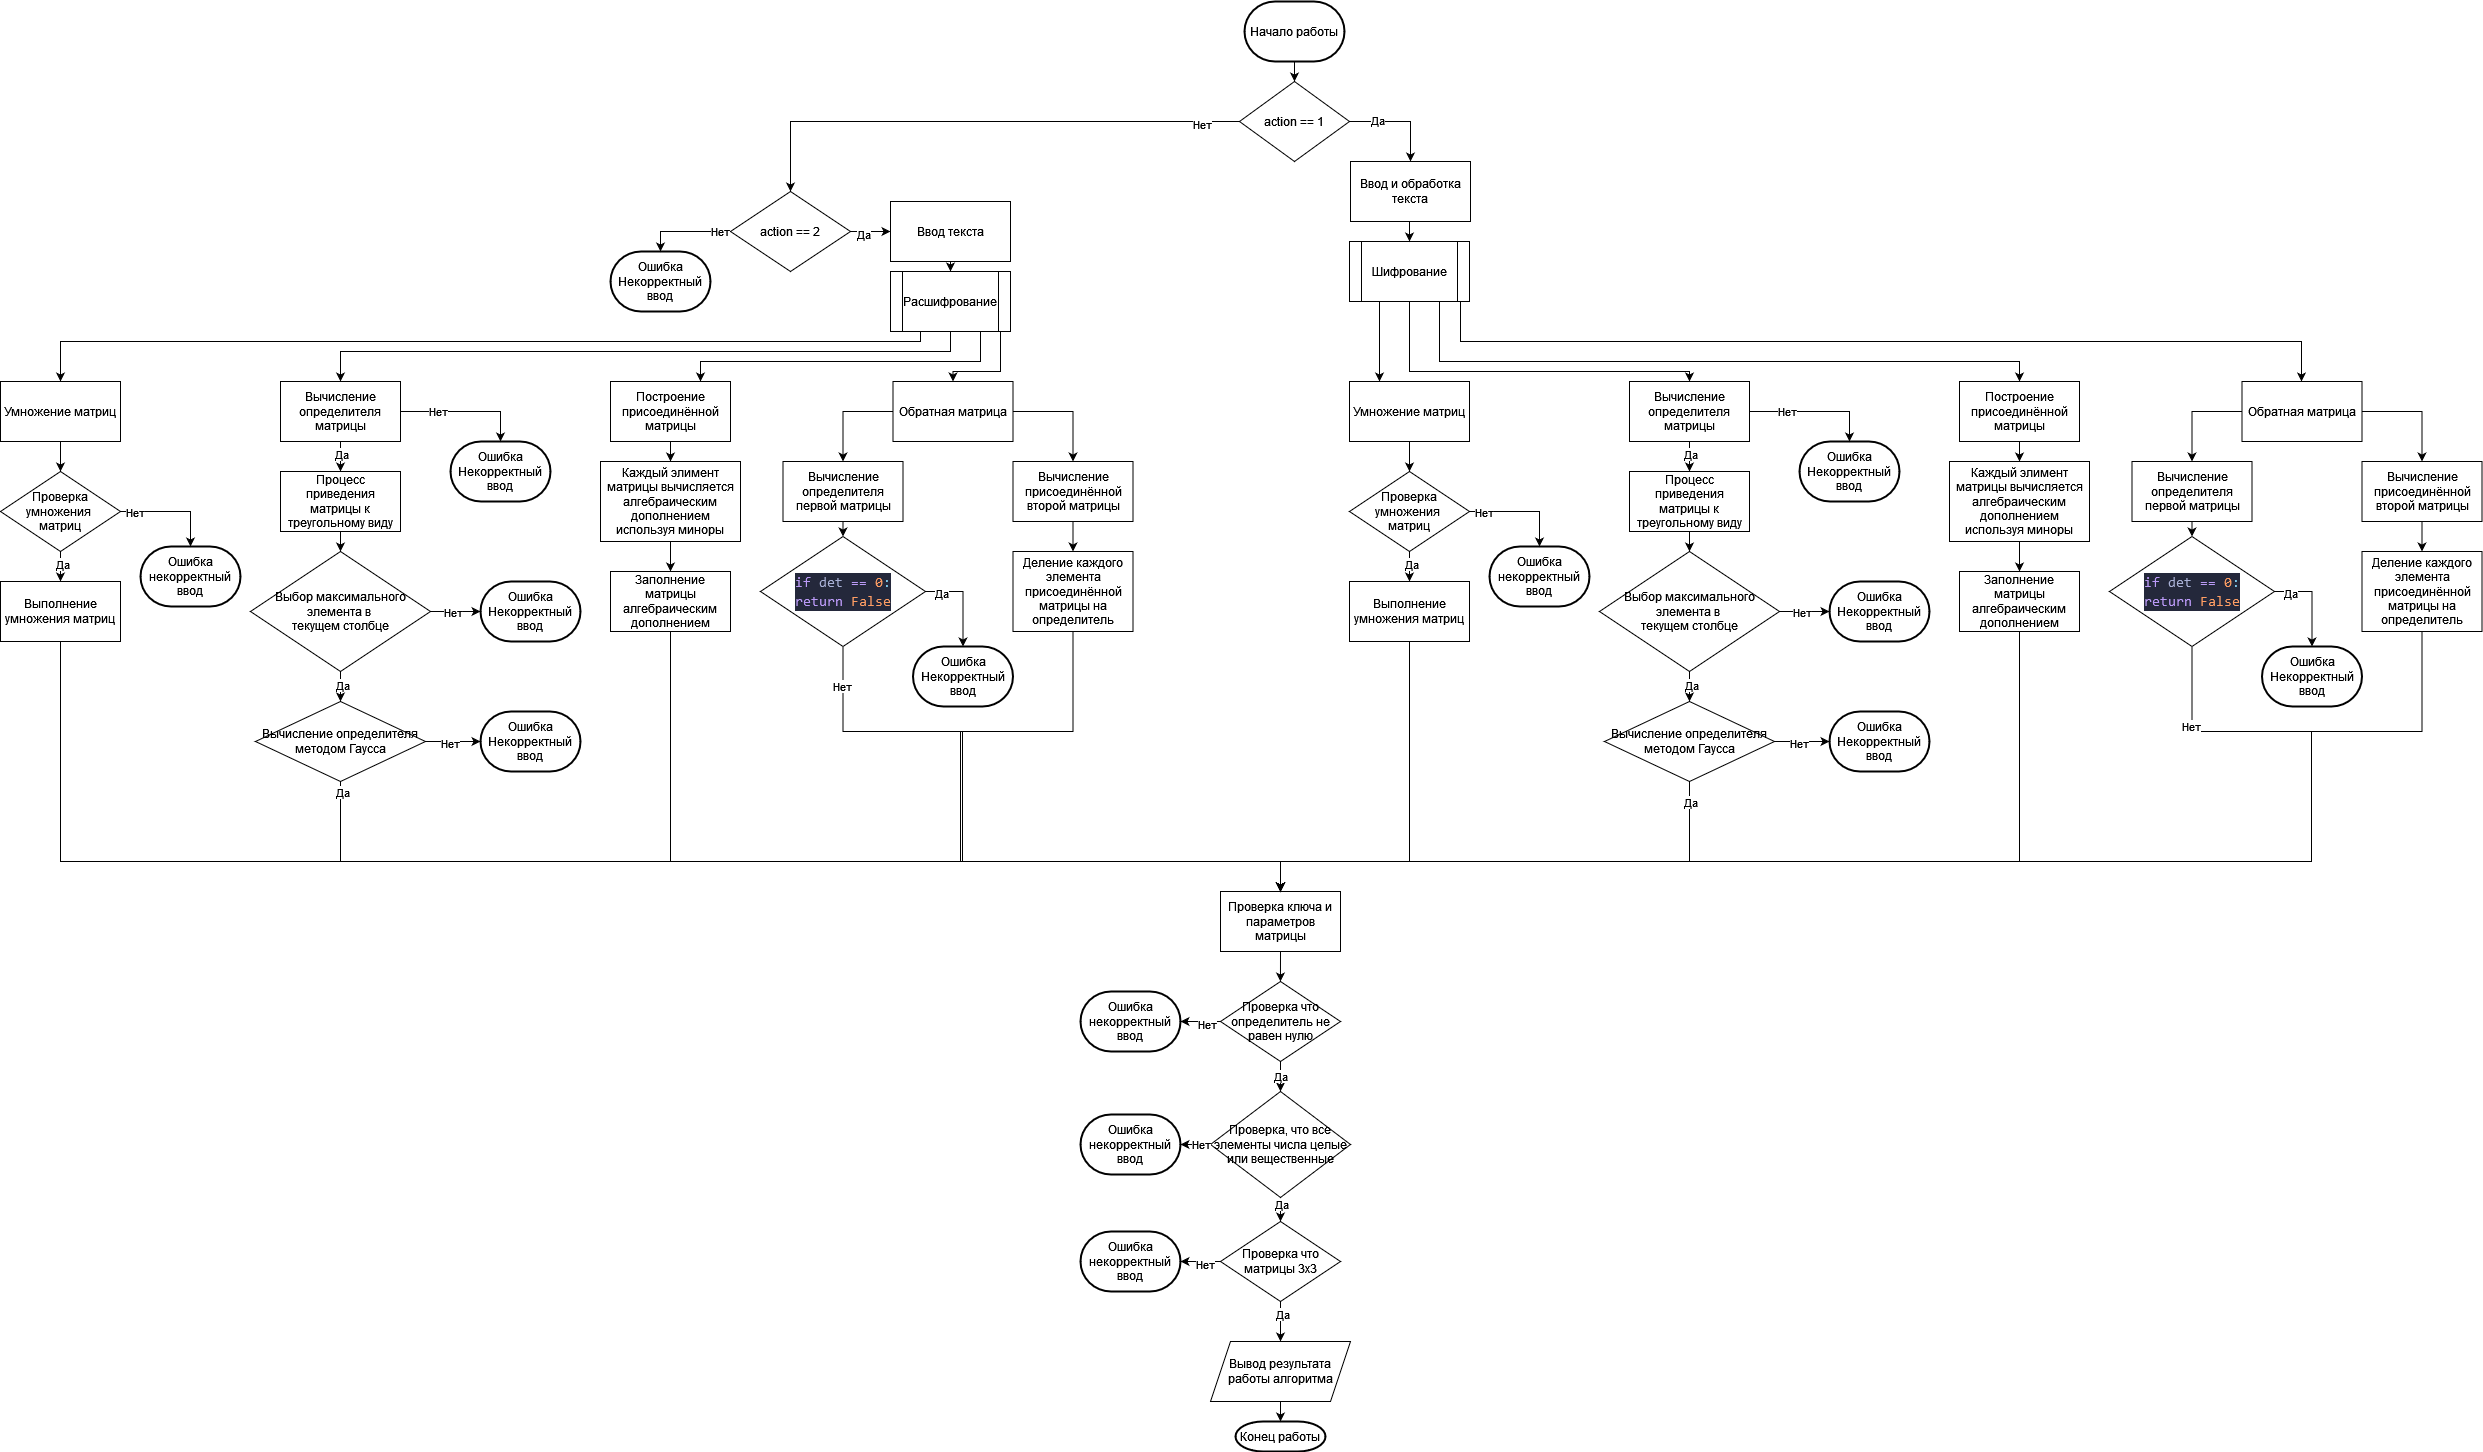 Начало работы
action == 1
Нет
Да
Ввод и обработка
текста
action == 2
Нет
Да
Ввод текста
Ошибка
Некорректный
ввод
Расшифрование
Шифрование
Умножение матриц
Вычисление
определителя
матрицы
Нет
Построение
присоединённой
матрицы
Обратная матрица
Умножение матриц
Вычисление
определителя
матрицы
Нет
Построение
присоединённой
матрицы
Обратная матрица
Проверка
умножения
матриц
Нет
Да
Ошибка
некорректный
ввод
Выполнение
умножения матриц
Да
Процесс
приведения
матрицы к
треугольному виду
Ошибка
Некорректный
ввод
Выбор максимального
элемента в
текущем столбце
Нет
Ошибка
Некорректный
ввод
Да
Вычисление определителя
методом Гаусса
Нет
Ошибка
Некорректный
ввод
Да
Каждый элимент
матрицы вычисляется
алгебраическим
дополнением
используя миноры
Заполнение
матрицы
алгебраическим
дополнением
Вычисление
определителя
первой матрицы
if det == 0:
return False
Да
Ошибка
Некорректный
ввод
Нет
Вычисление
присоединённой
второй матрицы
Деление каждого
элемента
присоединённой
матрицы на
определитель
Проверка
умножения
матриц
Нет
Да
Ошибка
некорректный
ввод
Выполнение
умножения матриц
Да
Процесс
приведения
матрицы к
треугольному виду
Ошибка
Некорректный
ввод
Выбор максимального
элемента в
текущем столбце
Нет
Ошибка
Некорректный
ввод
Да
Вычисление определителя
методом Гаусса
Нет
Ошибка
Некорректный
ввод
Да
Каждый элимент
матрицы вычисляется
алгебраическим
дополнением
используя миноры
Заполнение
матрицы
алгебраическим
дополнением
Вычисление
определителя
первой матрицы
if det == 0:
return False
Да
Ошибка
Некорректный
ввод
Нет
Вычисление
присоединённой
второй матрицы
Деление каждого
элемента
присоединённой
матрицы на
определитель
Проверка ключа и
параметров
матрицы
Проверка что
определитель не
равен нулю
Нет
Ошибка
некорректный
ввод
Да
Проверка, что все
элементы числа целые
или вещественные
Нет
Ошибка
некорректный
ввод
Да
Проверка что
матрицы 3х3
Нет
Ошибка
некорректный
ввод
Да
Вывод результата
работы алгоритма
Конец работы